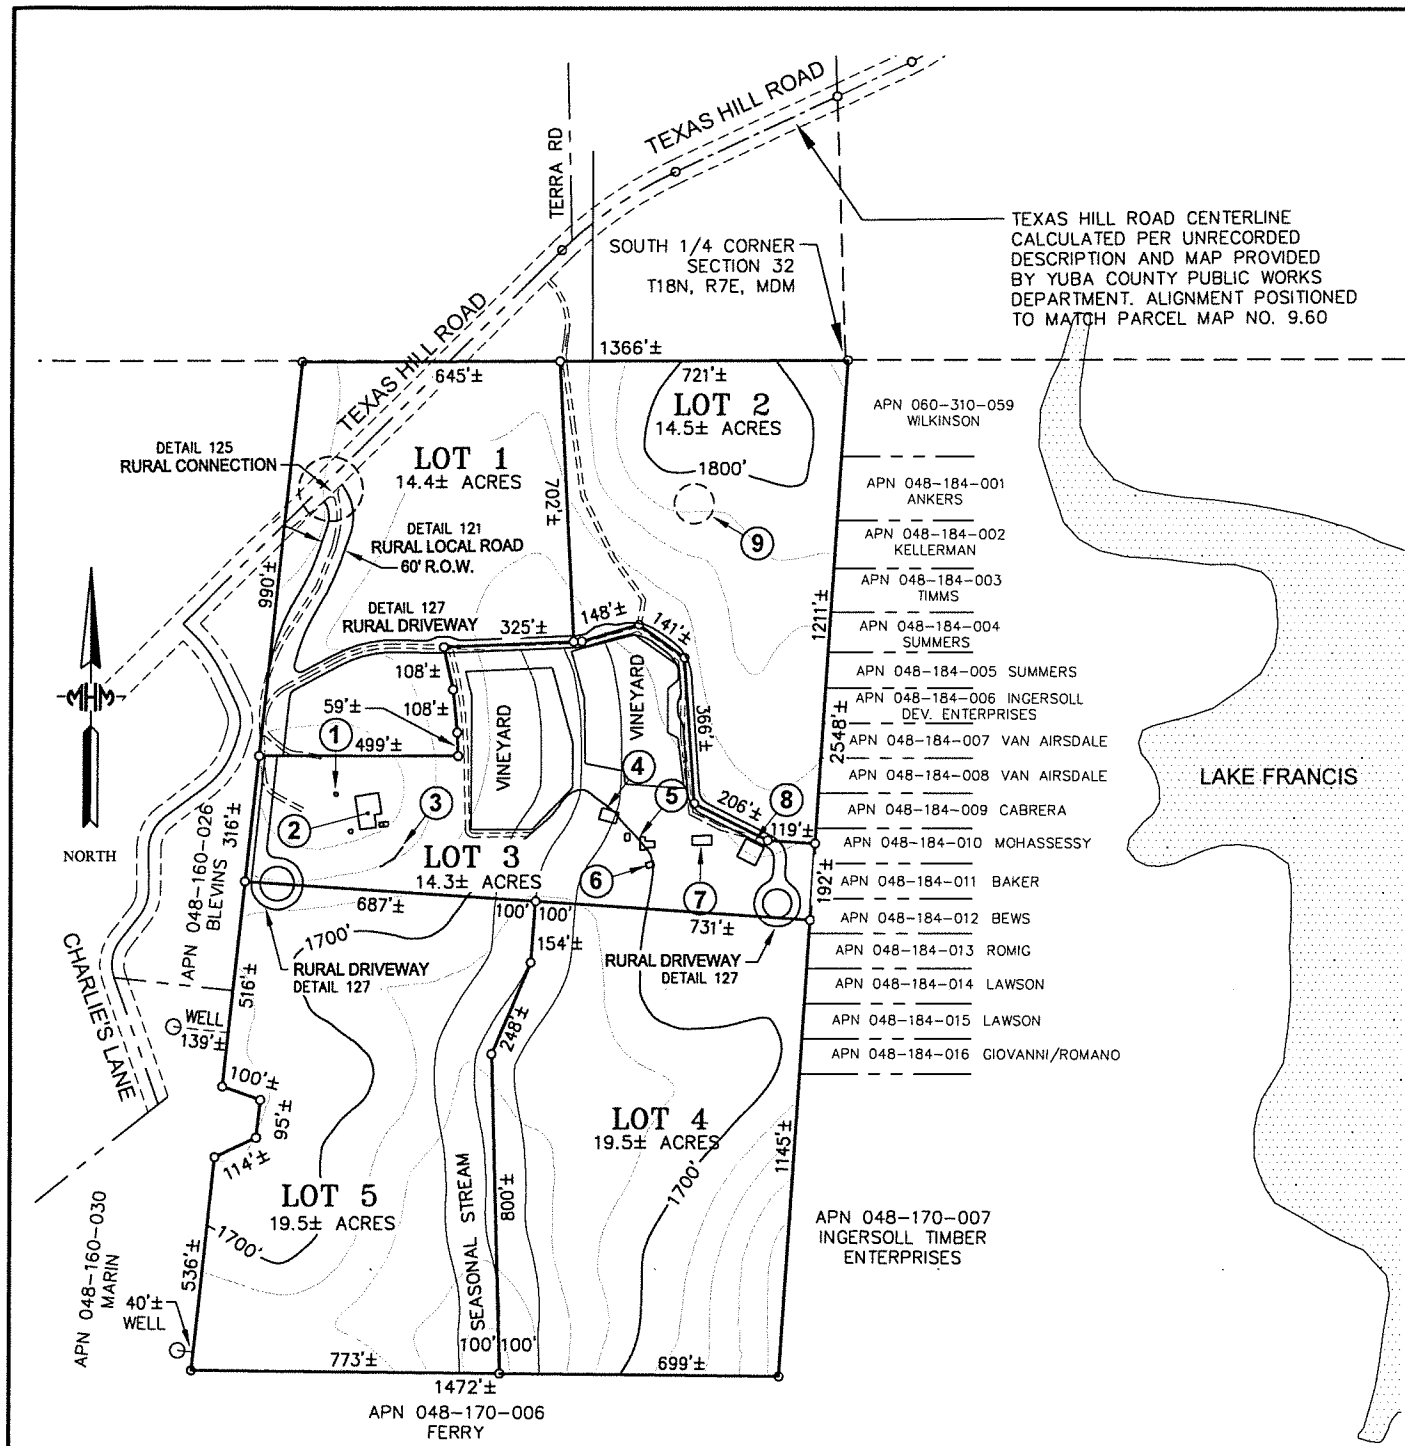 TEXAS HILL ROAD
TERRA RD
TEXAS HILL ROAD CENTERLINE
CALCULATED PER UNRECORDED
DESCRIPTION AND MAP PROVIDED
BY YUBA COUNTY PUBLIC WORKS
DEPARTMENT. ALIGNMENT POSITIONED
TO MATCH PARCEL MAP NO. 9.60
SOUTH 1/4 CORNER
SECTION 32
T18N, R7E, MDM
TEXAS HILL ROAD
1366'±
645'±
721'±
LOT 2
14.5± ACRES
1800'
9
APN 060-310-059
WILKINSON
DETAIL 125
RURAL CONNECTION
LOT 1
14.4± ACRES
702'±
APN 048-184-001
ANKERS
DETAIL 121
RURAL LOCAL ROAD
60' R.O.W.
APN 048-184-002
KELLERMAN
990'±
APN 048-184-003
TIMMS
DETAIL 127
RURAL DRIVEWAY
325'±
148'±
141'±
1211'±
APN 048-184-004
SUMMERS
APN 048-184-005 SUMMERS
108'±
108'±
59'±
VINEYARD
VINEYARD
366'±
2548'±
APN 048-184-006 INGERSOLL
DEV. ENTERPRISES
MHM
NORTH
1
499'±
APN 048-184-007 VAN AIRSDALE
4
APN 048-184-008 VAN AIRSDALE
LAKE FRANCIS
2
3
5
206'±
8
119'±
APN 048-184-009 CABRERA
316'±
APN 048-184-010 MOHASSESSY
LOT 3
14.3± ACRES
6
7
192'±
APN 048-184-011 BAKER
APN 048-160-026
BLEVINS
687'±
100'
100'
731'±
APN 048-184-012 BEWS
1700'
154'±
RURAL DRIVEWAY
DETAIL 127
RURAL DRIVEWAY
DETAIL 127
APN 048-184-013 ROMIG
516'±
APN 048-184-014 LAWSON
CHARLIE'S LANE
WELL
139'±
248'±
APN 048-184-015 LAWSON
APN 048-184-016 GIOVANNI/ROMANO
100'±
95'±
114'±
LOT 4
19.5± ACRES
1145'±
LOT 5
19.5± ACRES
SEASONAL STREAM
800'±
1700'
APN 048-170-007
INGERSOLL TIMBER
ENTERPRISES
APN 048-160-030
MARIN
1700'
536'±
40'±
WELL
100'
100'
773'±
699'±
1472'±
APN 048-170-006
FERRY